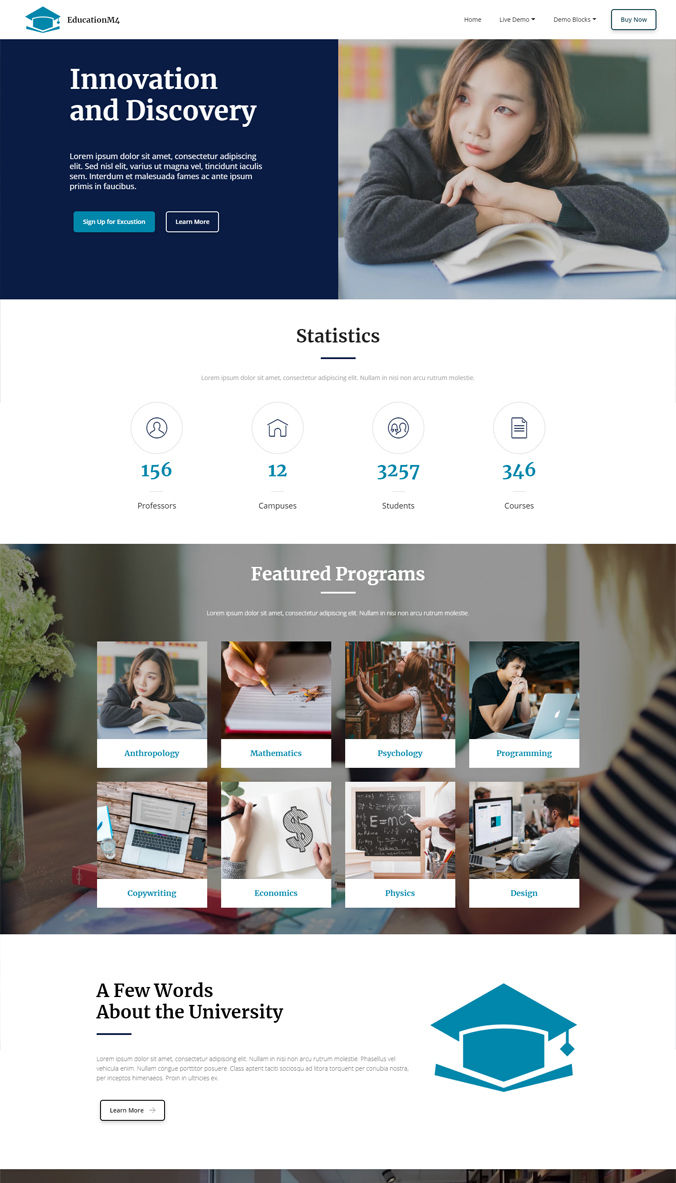 EducationM4
Home
Live Demo
Demo Blocks
Buy Now
Innovation
and Discovery
Lorem ipsum dolor sit amet, consectetur adipiscing
elit. Sed nisl elit, varius ut magna vel, tincidunt iaculis
sem. Interdum et malesuada fames ac ante ipsum
primis in faucibus.
Sign Up for Excustion
Learn More
Statistics
Lorem ipsum dolor sit amet, consectetur adipiscing elit. Nullam in nisi non arcu rutrum molestie.
156
12
3257
346
Professors
Campuses
Students
Courses
Featured Programs
Lorem ipsum dolor sit amet, consectetur adipiscing elit. Nullam in nisi non arcu rutrum molestie.
Anthropology
Mathematics
Psychology
Programming
$
E=MC²
Copywriting
Economics
Physics
Design
A Few Words
About the University
Lorem ipsum dolor sit amet, consectetur adipiscing elit. Nullam in nisi non arcu rutrum molestie. Phasellus vel
vehicula enim. Nullam congue porttitor posuere. Class aptent taciti sociosqu ad litora torquent per conubia nostra,
per inceptos himenaeos. Proin in ultricies ex.
Learn More